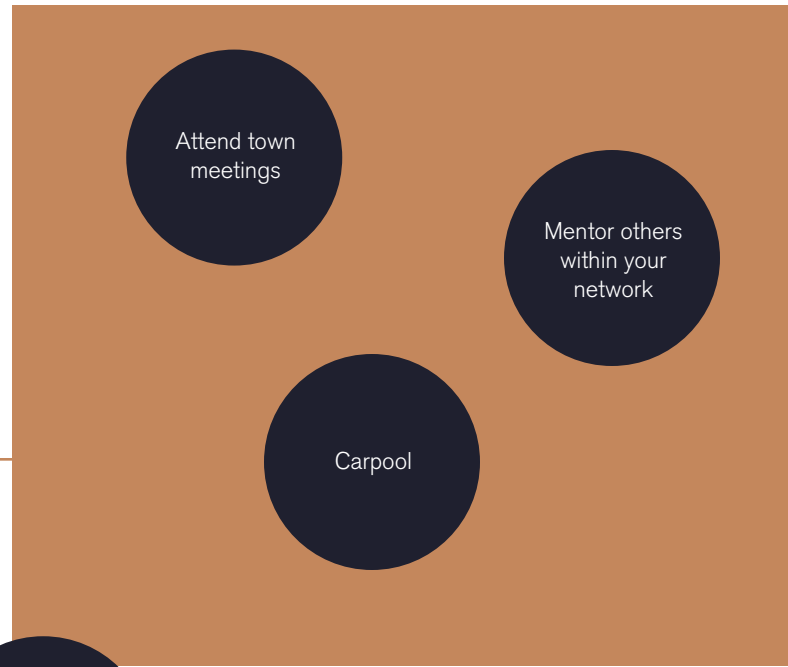 Attend town
meetings
Mentor others
within your
network
Carpool